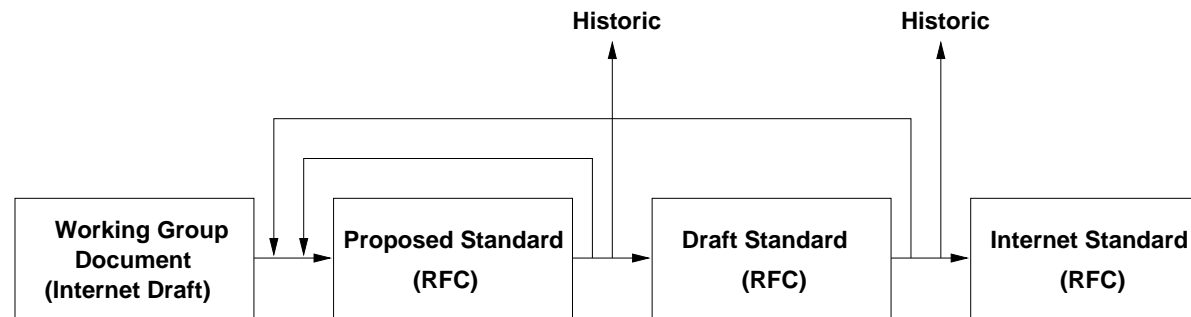 Historic
Historic
Working Group
Document
(Internet Draft)
Proposed Standard
(RFC)
Draft Standard
(RFC)
Internet Standard
(RFC)